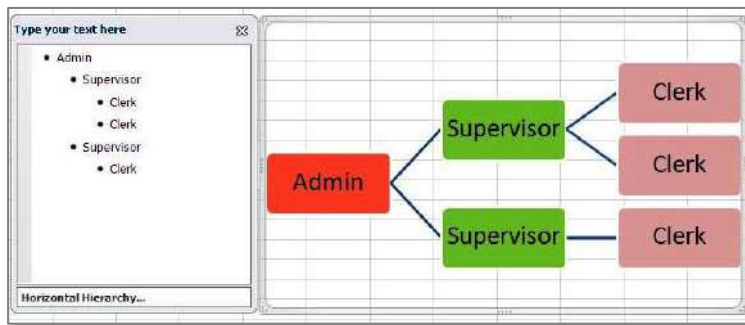 Type your text here
Admin
Supervisor
Clerk
Clerk
Supervisor
Clerk
Horizontal Hierarchy...
Admin
Supervisor
Clerk
Clerk
Supervisor
Clerk